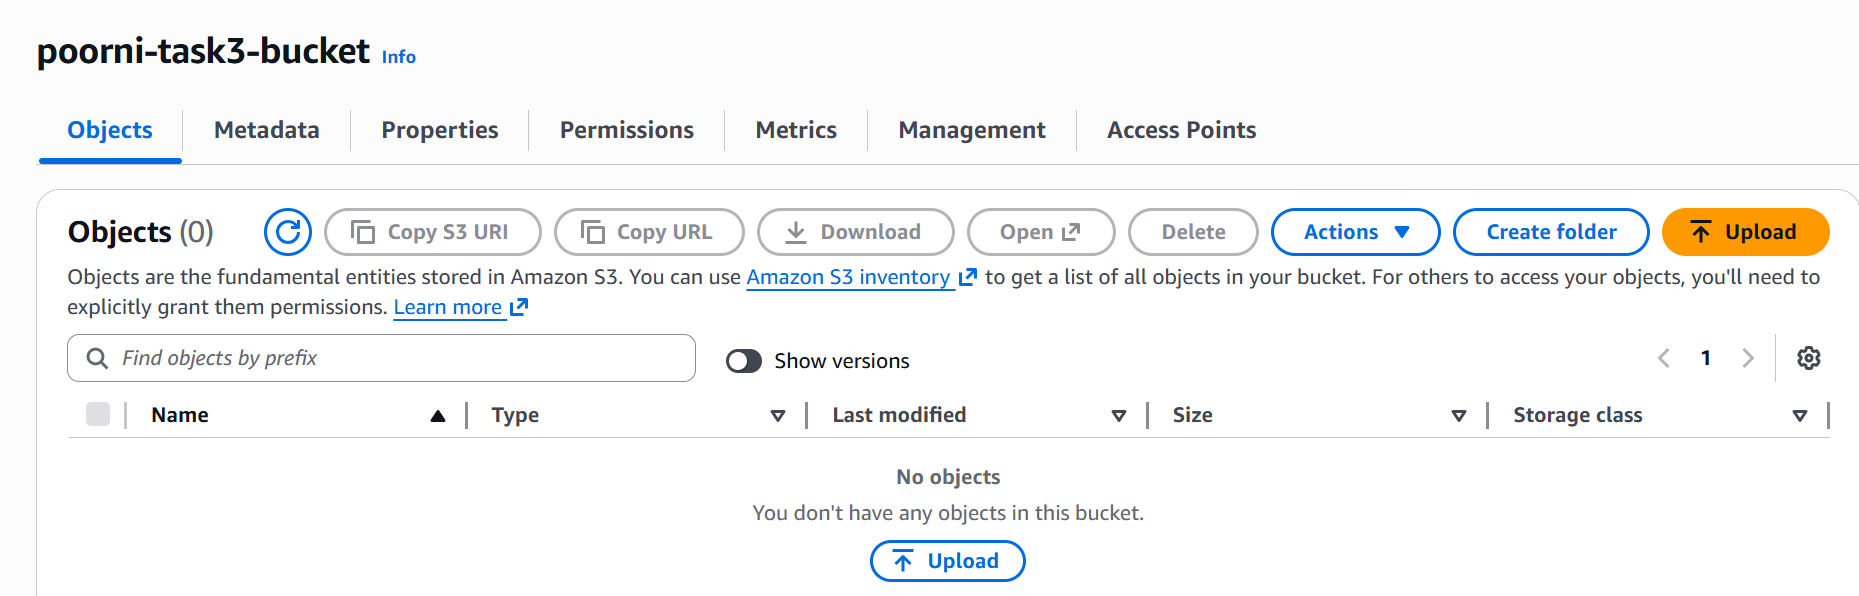 poorni-task3-bucket Info
Objects Metadata Properties Permissions Metrics Management Access Points
Objects (0) Copy S3 URI Copy URL Download Open Delete Actions Create folder Upload
Objects are the fundamental entities stored in Amazon S3. You can use Amazon S3 inventory to get a list of all objects in your bucket. For others to access your objects, you'll need to
explicitly grant them permissions. Learn more
Find objects by prefix Show versions 1
Name Type Last modified Size Storage class
No objects
You don't have any objects in this bucket.
Upload